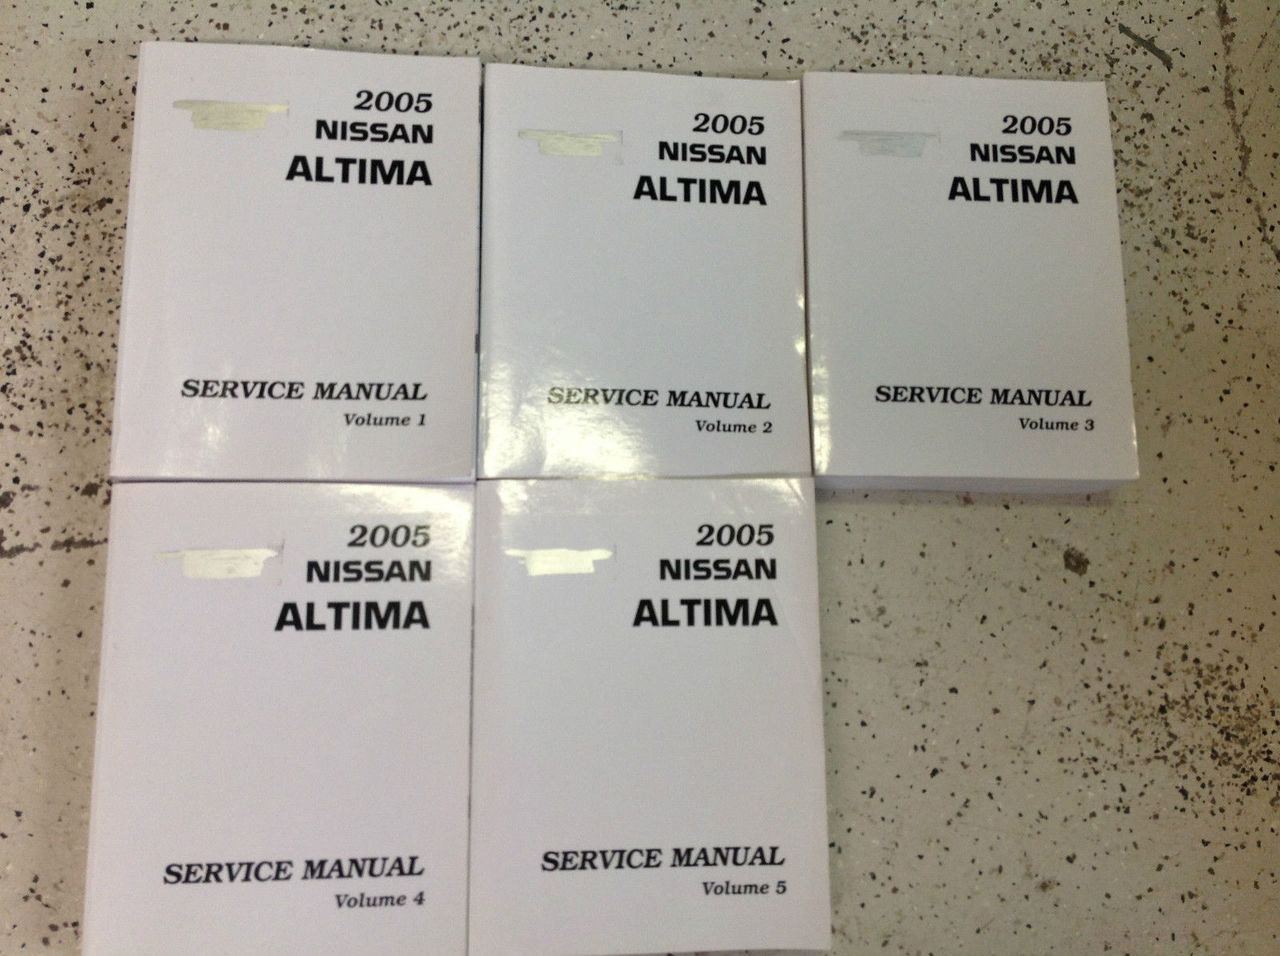 2005
NISSAN
ALTIMA
SERVICE MANUAL
Volume 1
2005
NISSAN
ALTIMA
SERVICE MANUAL
Volume 2
2005
NISSAN
ALTIMA
SERVICE MANUAL
Volume 3
2005
NISSAN
ALTIMA
SERVICE MANUAL
Volume 4
2005
NISSAN
ALTIMA
SERVICE MANUAL
Volume 5